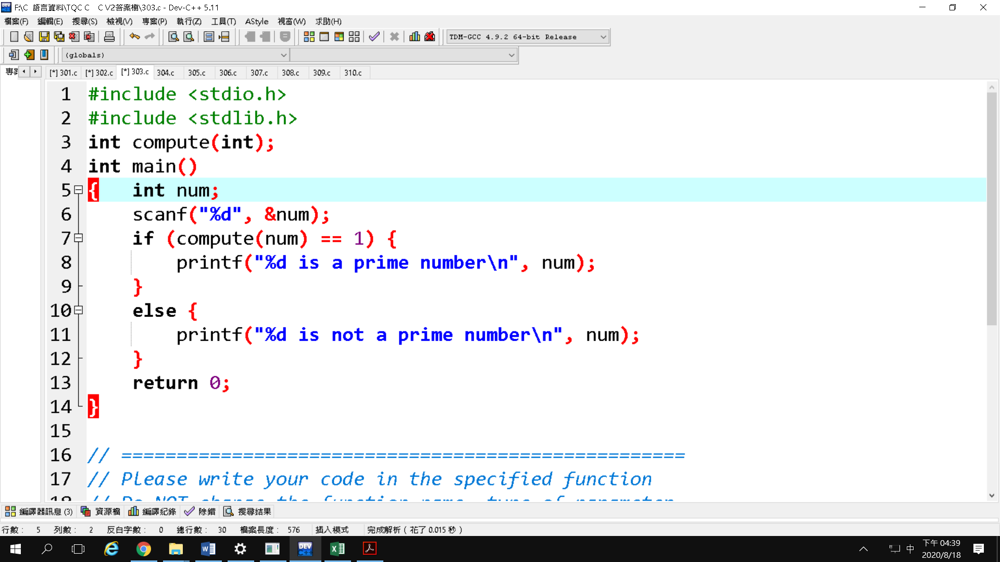 F:\C 語言資料\TQC C    C V2答案檔\303.c - Dev-C++ 5.11
檔案(F) 編輯(E) 搜尋(S) 檢視(V) 專案(P) 執行(Z) 工具(T) AStyle 視窗(W) 求助(H)
TDM-GCC 4.9.2 64-bit Release
(globals)
[*] 301.c [*] 302.c [*] 303.c 304.c 305.c 306.c 307.c 308.c 309.c 310.c
1 #include <stdio.h>
2 #include <stdlib.h>
3 int compute(int);
4 int main()
5 {   int num;
6     scanf("%d", &num);
7     if (compute(num) == 1) {
8         printf("%d is a prime number\n", num);
9     }
10     else {
11         printf("%d is not a prime number\n", num);
12     }
13     return 0;
14 }
15
16 // ===================================================
17 // Please write your code in the specified function
18 // Do NOT change the function name, type of parameter
編譯器訊息 (3) 資源檔 編譯紀錄 除錯 搜尋結果
行數: 5 列數: 2 反白字數: 0 總行數: 30 檔案長度: 576 插入模式 完成解析 ( 花了 0.015 秒 )
中 下午 04:39
2020/8/18